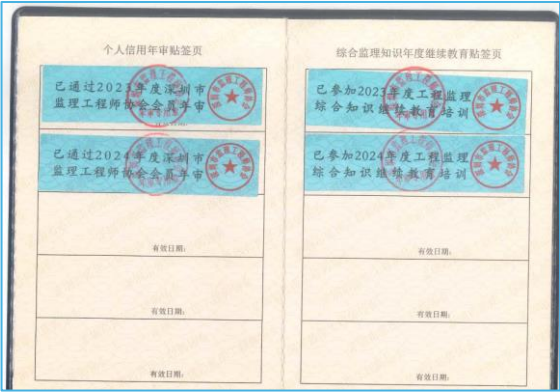 个人信用年审贴签页
已通过2023年度深圳市
监理工程师协会会员年审
已通过2024年度深圳市
监理工程师协会会员年审
有效日期:
有效日期:
有效日期:
综合监理知识年度继续教育贴签页
已参加2023年度工程监理
综合知识继续教育培训
已参加2024年度工程监理
综合知识继续教育培训
有效日期:
有效日期:
有效日期: